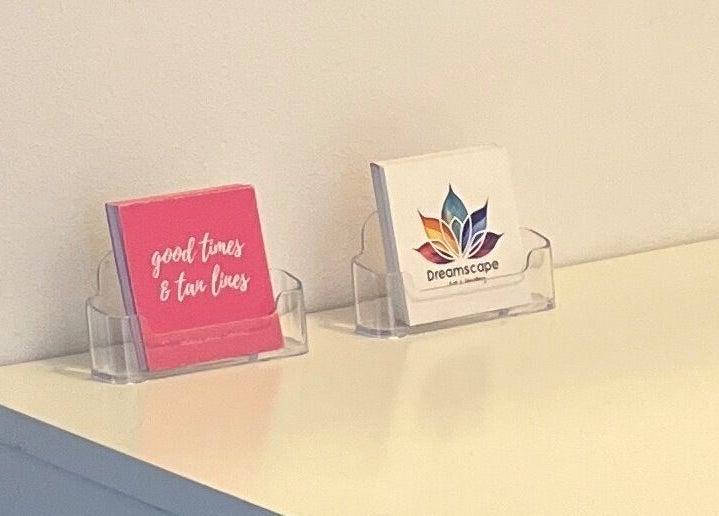 good times
& tan lines
Dreamscape